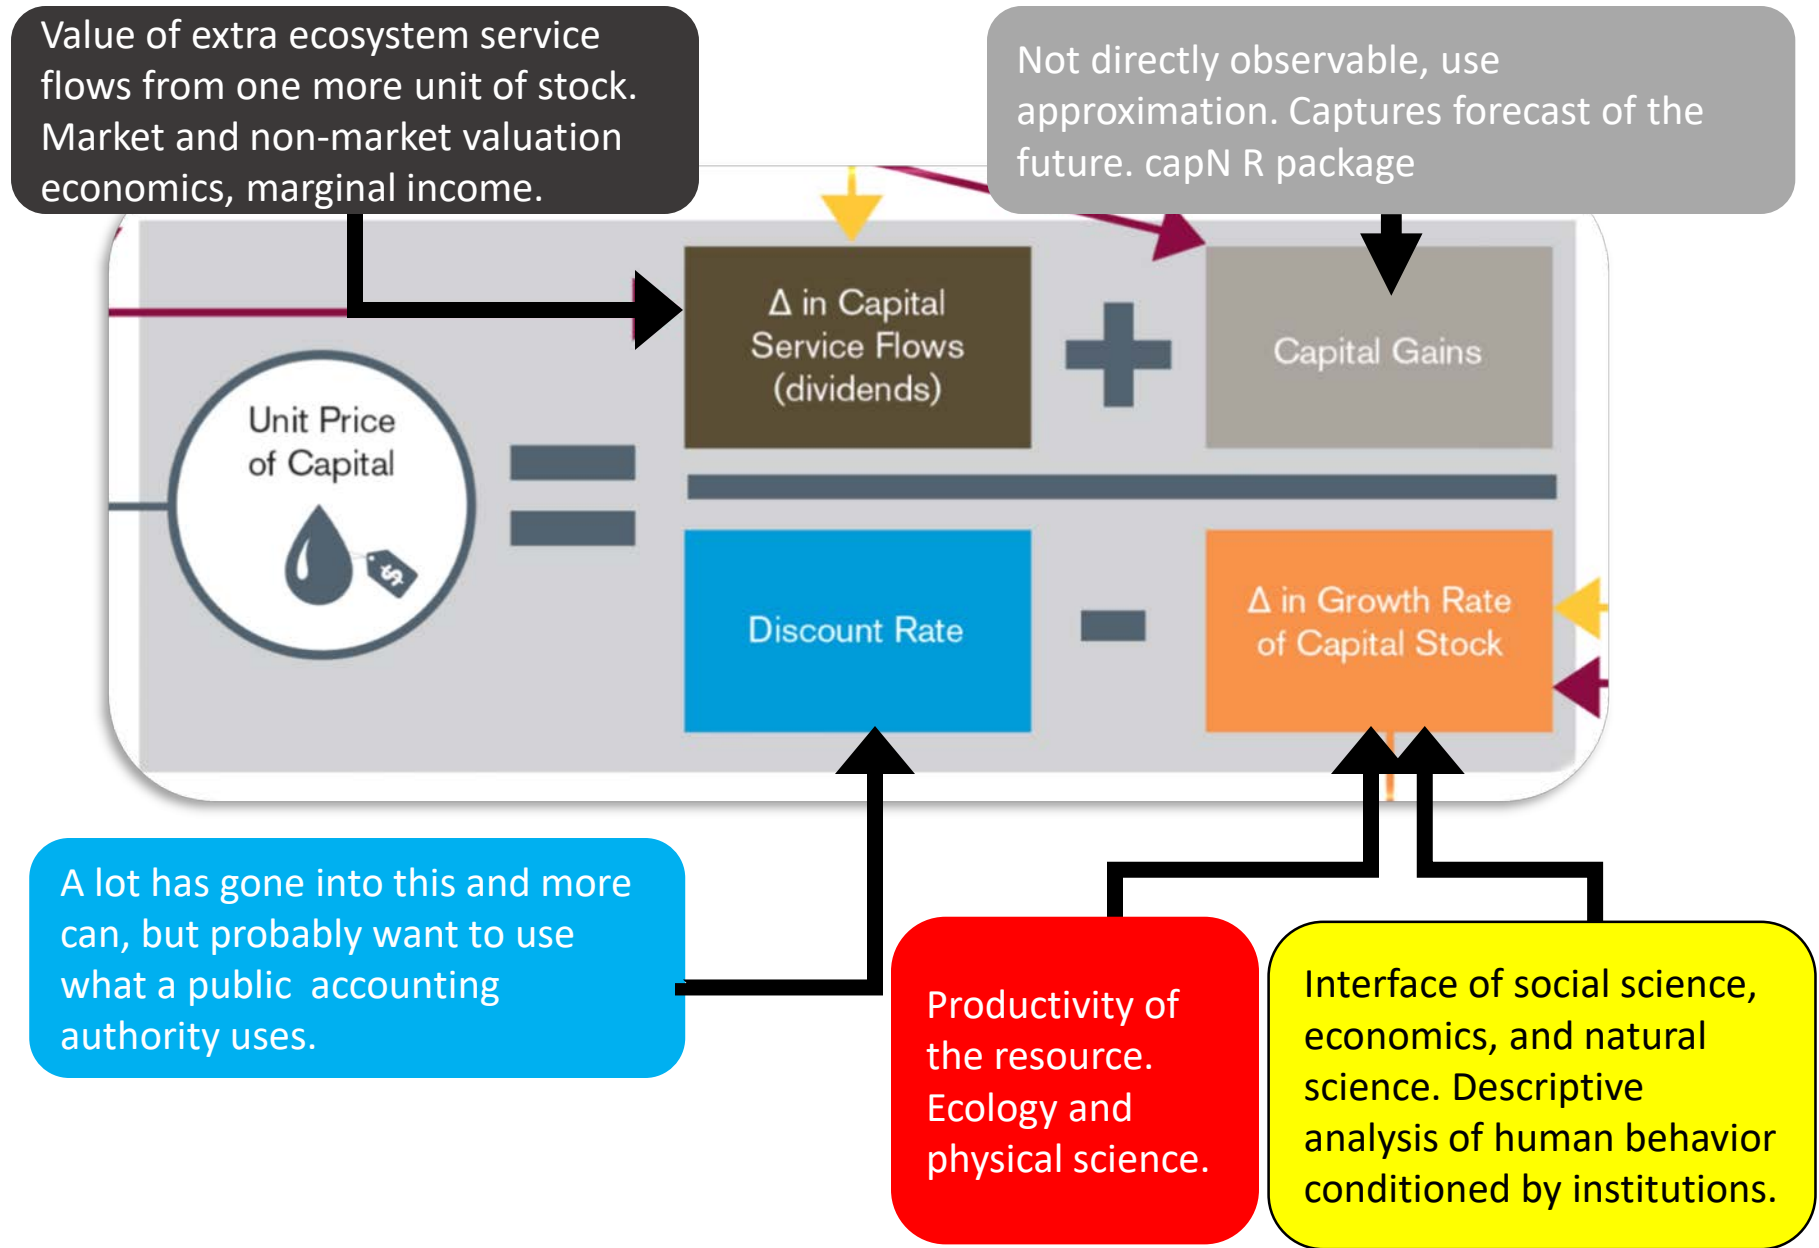 Value of extra ecosystem service
flows from one more unit of stock.
Market and non-market valuation
economics, marginal income.
Not directly observable, use
approximation. Captures forecast of the
future. capN R package
Δ in Capital
Service Flows
(dividends)
+
Capital Gains
Unit Price
of Capital
$
=
Discount Rate
-
Δ in Growth Rate
of Capital Stock
A lot has gone into this and more
can, but probably want to use
what a public  accounting
authority uses.
Productivity of
the resource.
Ecology and
physical science.
Interface of social science,
economics, and natural
science. Descriptive
analysis of human behavior
conditioned by institutions.